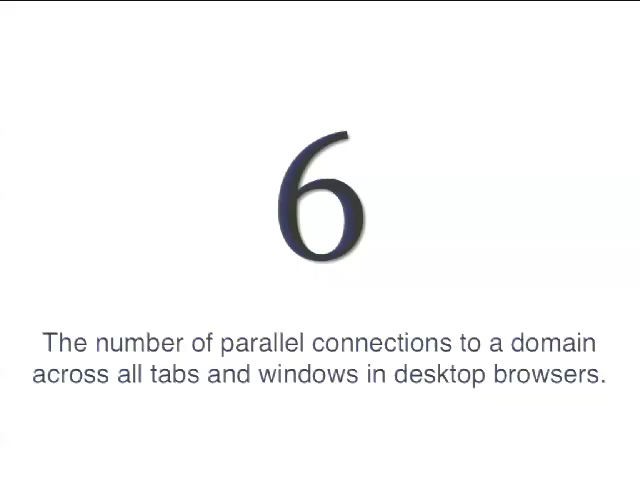 6
The number of parallel connections to a domain
across all tabs and windows in desktop browsers.